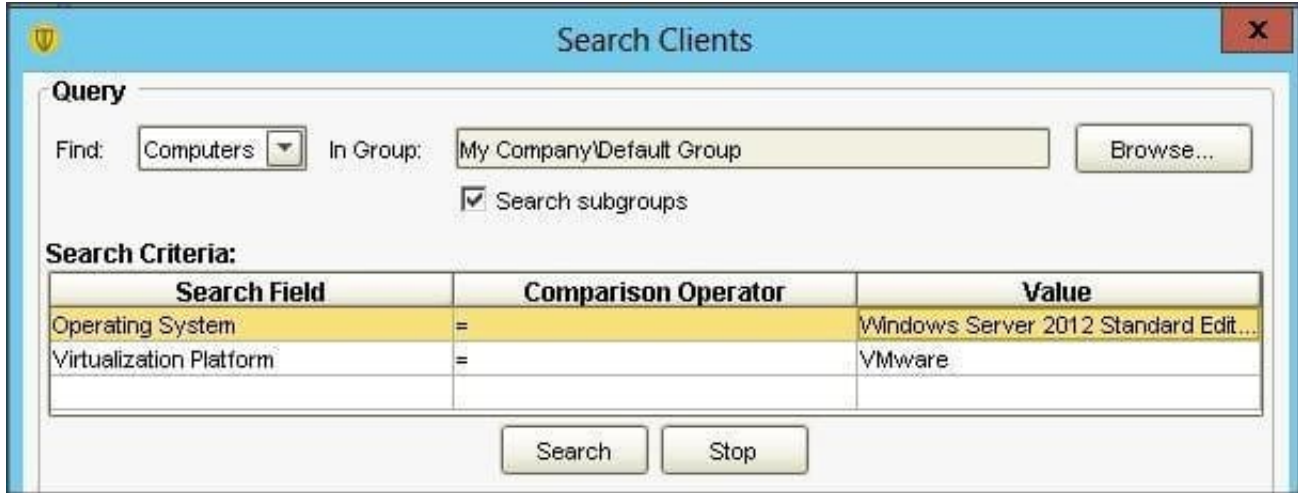 Search Clients
x
Query
Find: Computers In Group: My Company\Default Group Browse...
Search subgroups
Search Criteria:
Search Field Comparison Operator Value
Operating System = Windows Server 2012 Standard Edit...
Virtualization Platform = VMware
Search Stop